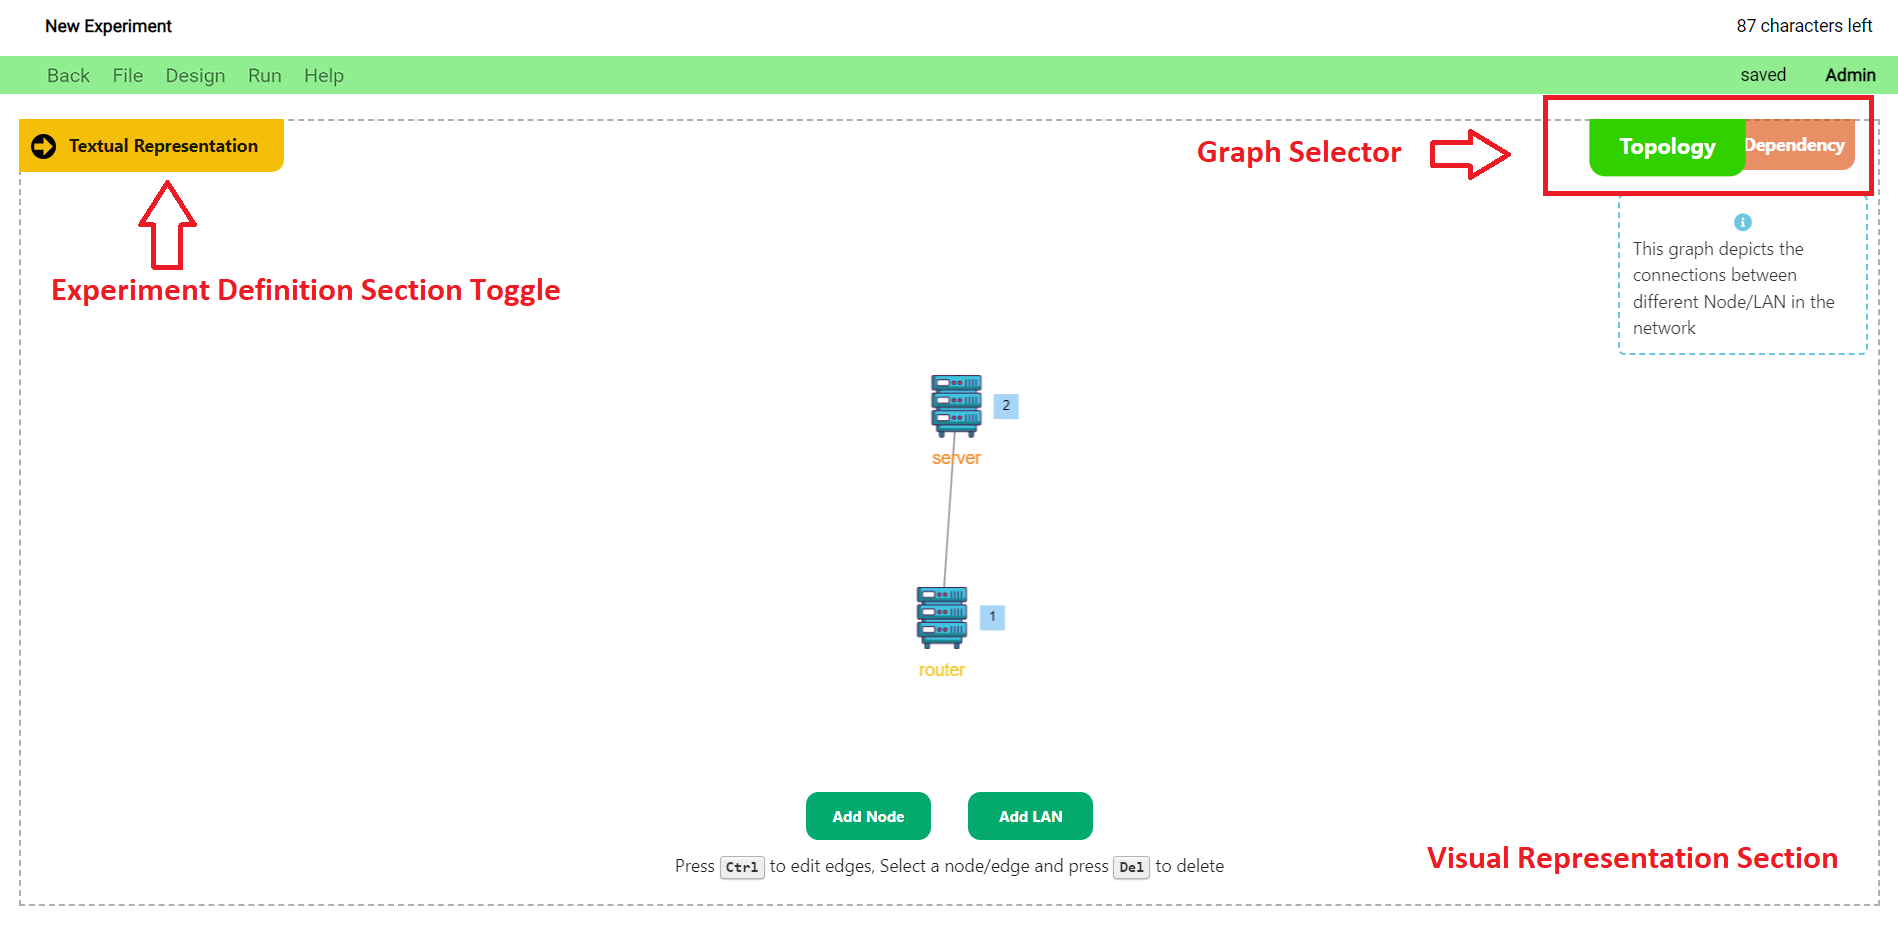 New Experiment
87 characters left
Back File Design Run Help
saved Admin
Textual Representation
Graph Selector
Topology
Dependency
Experiment Definition Section Toggle
This graph depicts the
connections between
different Node/LAN in the
network
2
server
1
router
Add Node
Add LAN
Press Ctrl to edit edges, Select a node/edge and press Del to delete
Visual Representation Section